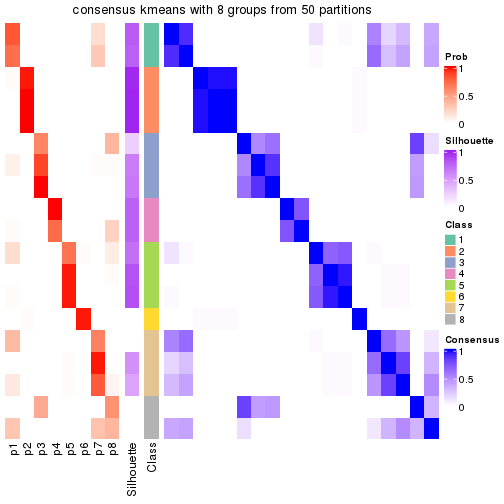 consensus kmeans with 8 groups from 50 partitions
Prob
1
0.5
0
Silhouette
1
0.5
0
Class
1
2
3
4
5
6
7
8
Consensus
1
0.5
0
p1
p2
p3
p4
p5
p6
p7
p8
Silhouette
Class